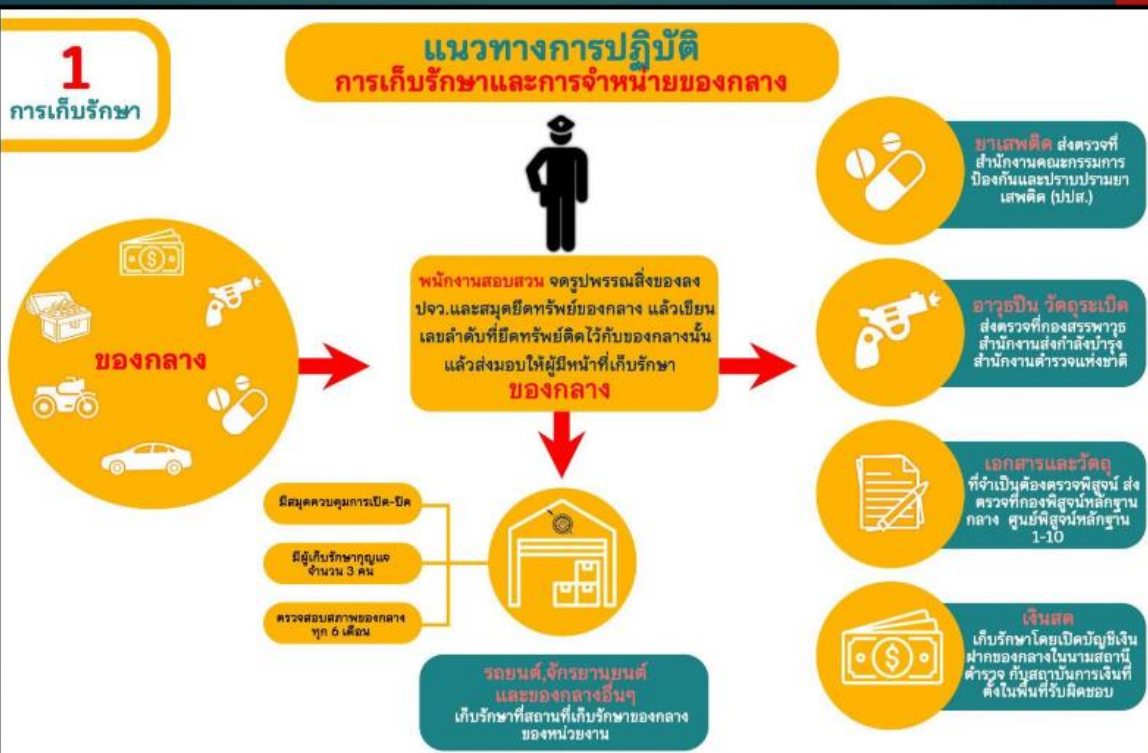 1
การเก็บรักษา
แนวทางการปฏิบัติ
การเก็บรักษาและการจำหน่ายของกลาง
ของกลาง
พนักงานสอบสวน จดรูปพรรณสิ่งของลง
ปจว.และสมุดยึดทรัพย์ของกลาง แล้วเขียน
เลขลำดับที่ยึดทรัพย์ติดไว้กับของกลางนั้น
แล้วส่งมอบให้ผู้มีหน้าที่เก็บรักษา
ของกลาง
มีสมุดควบคุมการเปิด-ปิด
มีผู้เก็บรักษากุญแจ
จำนวน 3 คน
ตรวจสอบสภาพของกลาง
ทุก 6 เดือน
รถยนต์,จักรยานยนต์
และของกลางอื่นๆ
เก็บรักษาที่สถานที่เก็บรักษาของกลาง
ของหน่วยงาน
ยาเสพติด ส่งตรวจที่
สำนักงานคณะกรรมการ
ป้องกันและปราบปรามยา
เสพติด (ปปส.)
อาวุธปืน วัตถุระเบิด
ส่งตรวจที่กองสรรพาวุธ
สำนักงานส่งกำลังบำรุง
สำนักงานตำรวจแห่งชาติ
เอกสารและวัตถุ
ที่จำเป็นต้องตรวจพิสูจน์ ส่ง
ตรวจที่กองพิสูจน์หลักฐาน
กลาง ศูนย์พิสูจน์หลักฐาน
1-10
เงินสด
เก็บรักษาโดยเปิดบัญชีเงิน
ฝากของกลางในนามสถานี
ตำรวจ กับสถาบันการเงินที่
ตั้งในพื้นที่รับผิดชอบ
$
$